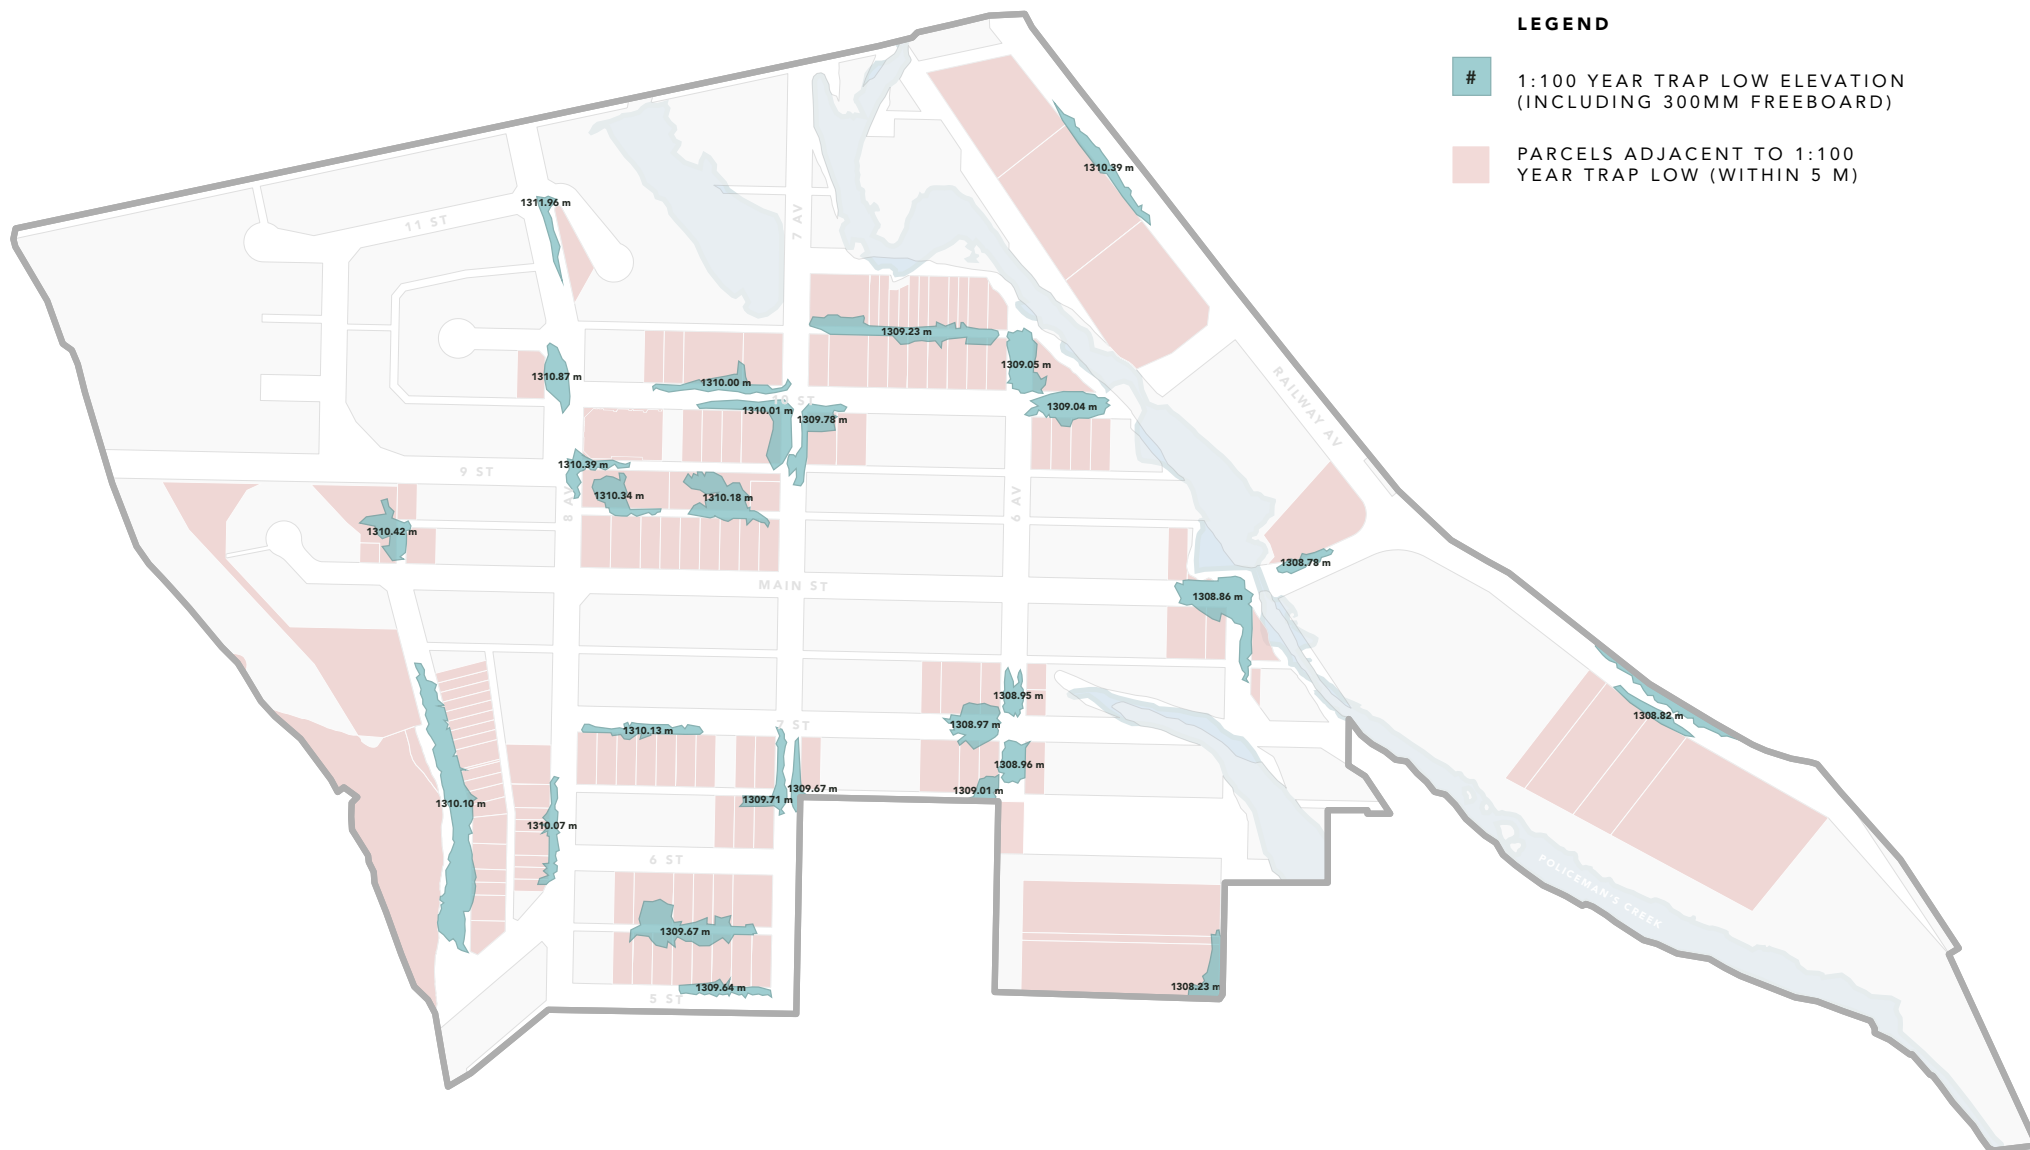 LEGEND
#
1:100 YEAR TRAP LOW ELEVATION
(INCLUDING 300MM FREEBOARD)
PARCELS ADJACENT TO 1:100
YEAR TRAP LOW (WITHIN 5 M)
1310.39 m
1311.96 m
11 ST
7 AV
1309.23 m
1309.05 m
1310.87 m
1310.00 m
10 ST
1310.01 m
1309.78 m
1309.04 m
RAILWAY AV
1310.39 m
9 ST
8 AV
1310.34 m
1310.18 m
6 AV
1310.42 m
1308.78 m
MAIN ST
1308.86 m
1308.95 m
1308.97 m
7 ST
1310.13 m
1308.82 m
1308.96 m
1309.01 m
1309.67 m
1309.71 m
1310.10 m
1310.07 m
6 ST
POLICEMAN'S CREEK
1309.67 m
1309.64 m
5 ST
1308.23 m